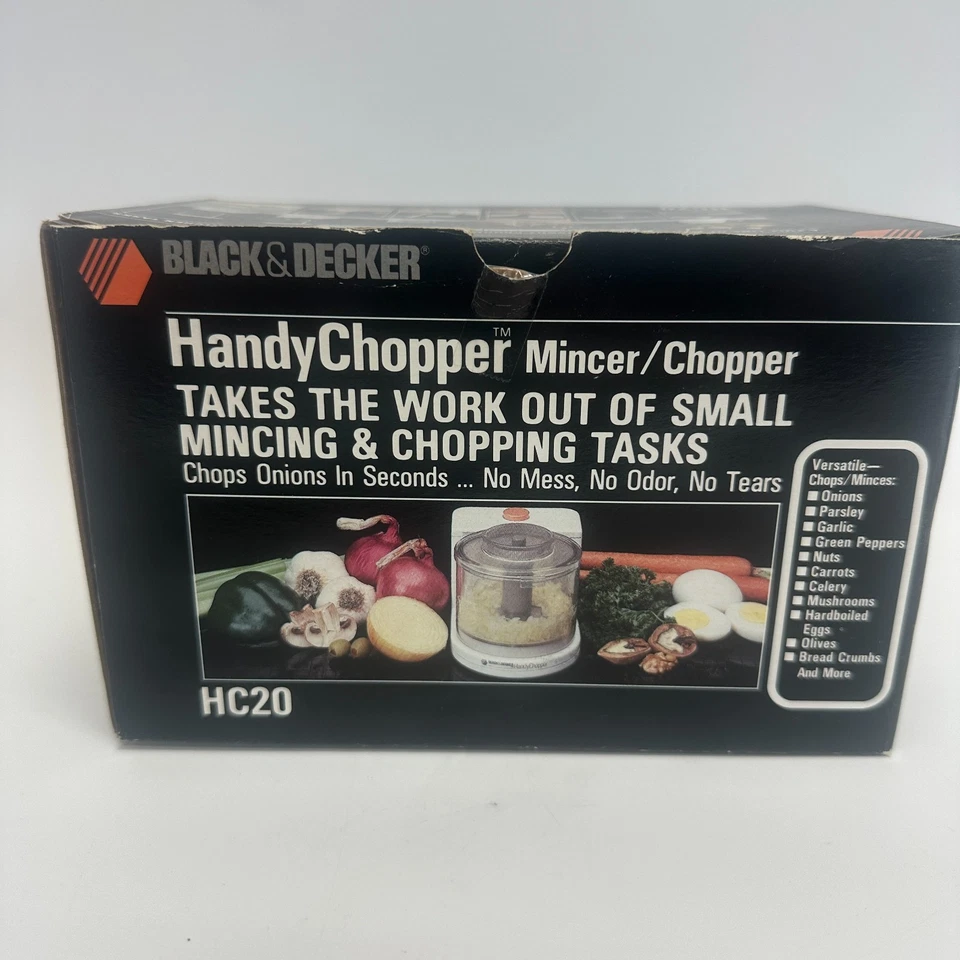 BLACK&DECKER®
HandyChopper™ Mincer/Chopper
TAKES THE WORK OUT OF SMALL
MINCING & CHOPPING TASKS
Chops Onions In Seconds ... No Mess, No Odor, No Tears
Versatile—
Chops/Minces:
Onions
Parsley
Garlic
Green Peppers
Nuts
Carrots
Celery
Mushrooms
Hardboiled
Eggs
Olives
Bread Crumbs
And More
HandyChopper
HC20